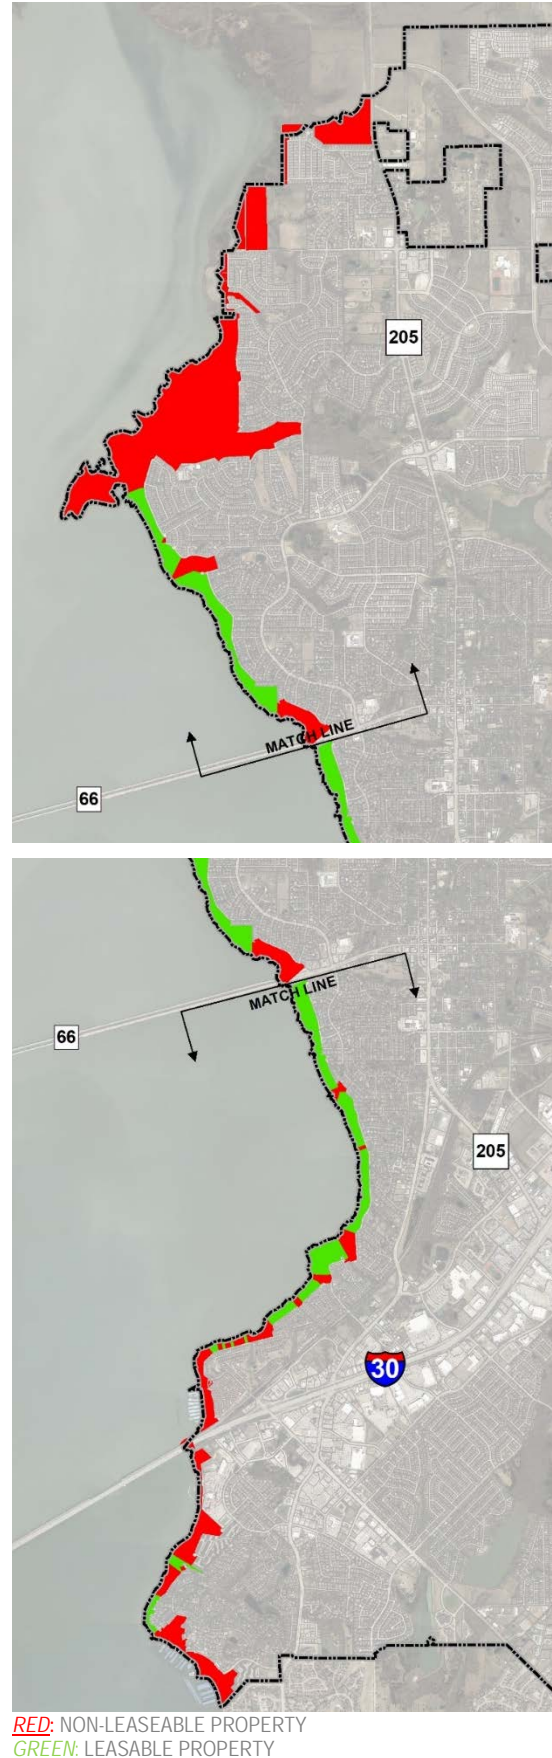 205
MATCH LINE
66
MATCH LINE
66
205
30
RED: NON-LEASEABLE PROPERTY
GREEN: LEASABLE PROPERTY